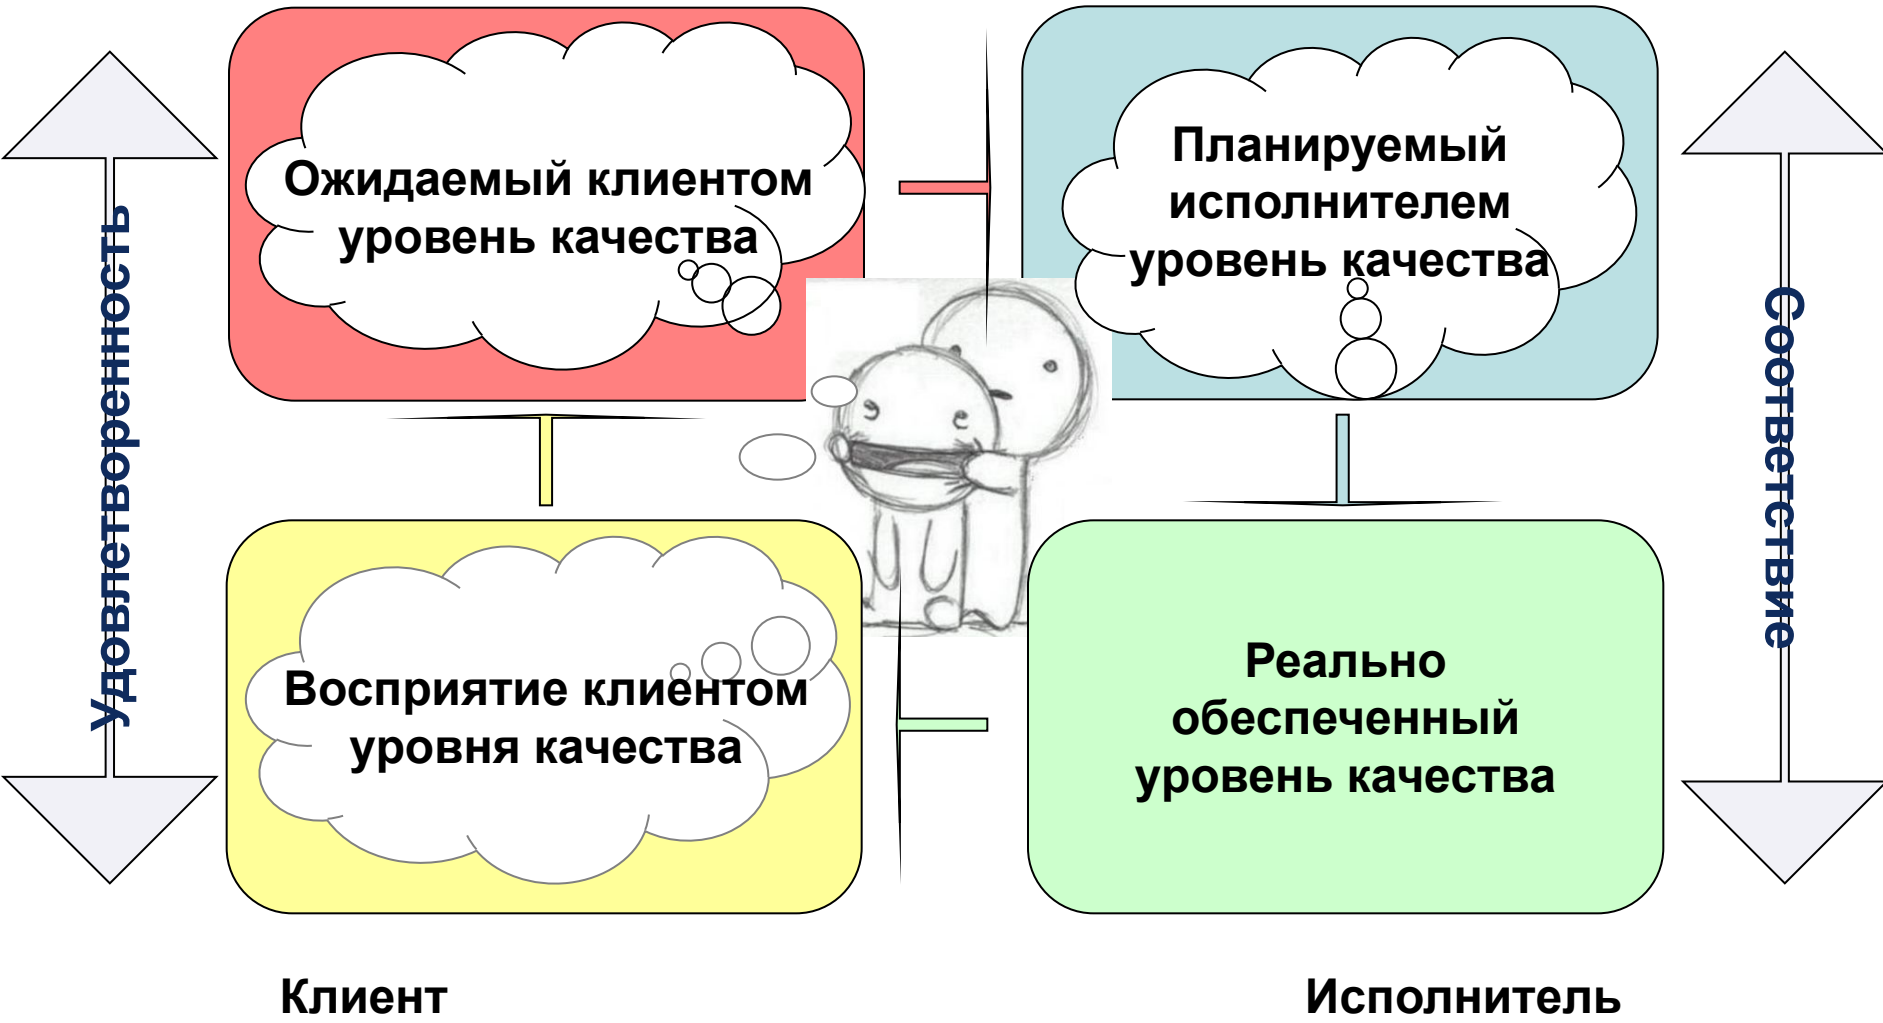 Ожидаемый клиентом
уровень качества
Планируемый
исполнителем
уровень качества
Удовлетворенность
Соответствие
Восприятие клиентом
уровня качества
Реально
обеспеченный
уровень качества
Клиент
Исполнитель